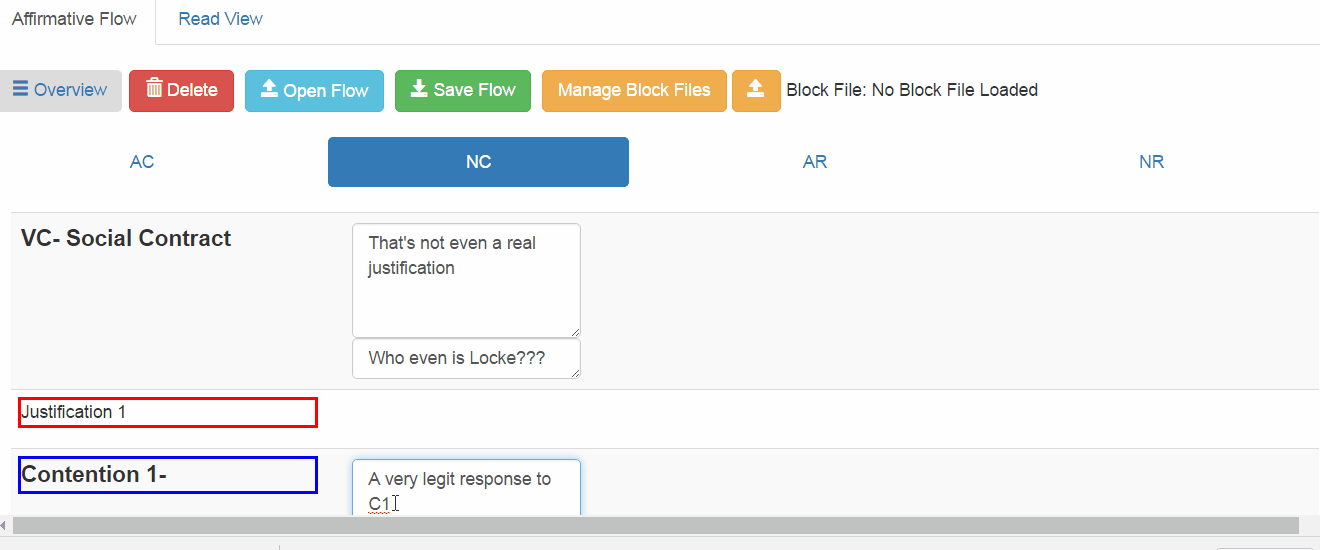 Affirmative Flow Read View
Overview Delete Open Flow Save Flow Manage Block Files Block File: No Block File Loaded
AC NC AR NR
VC- Social Contract
That's not even a real
justification
Who even is Locke???
Justification 1
Contention 1-
A very legit response to
C1